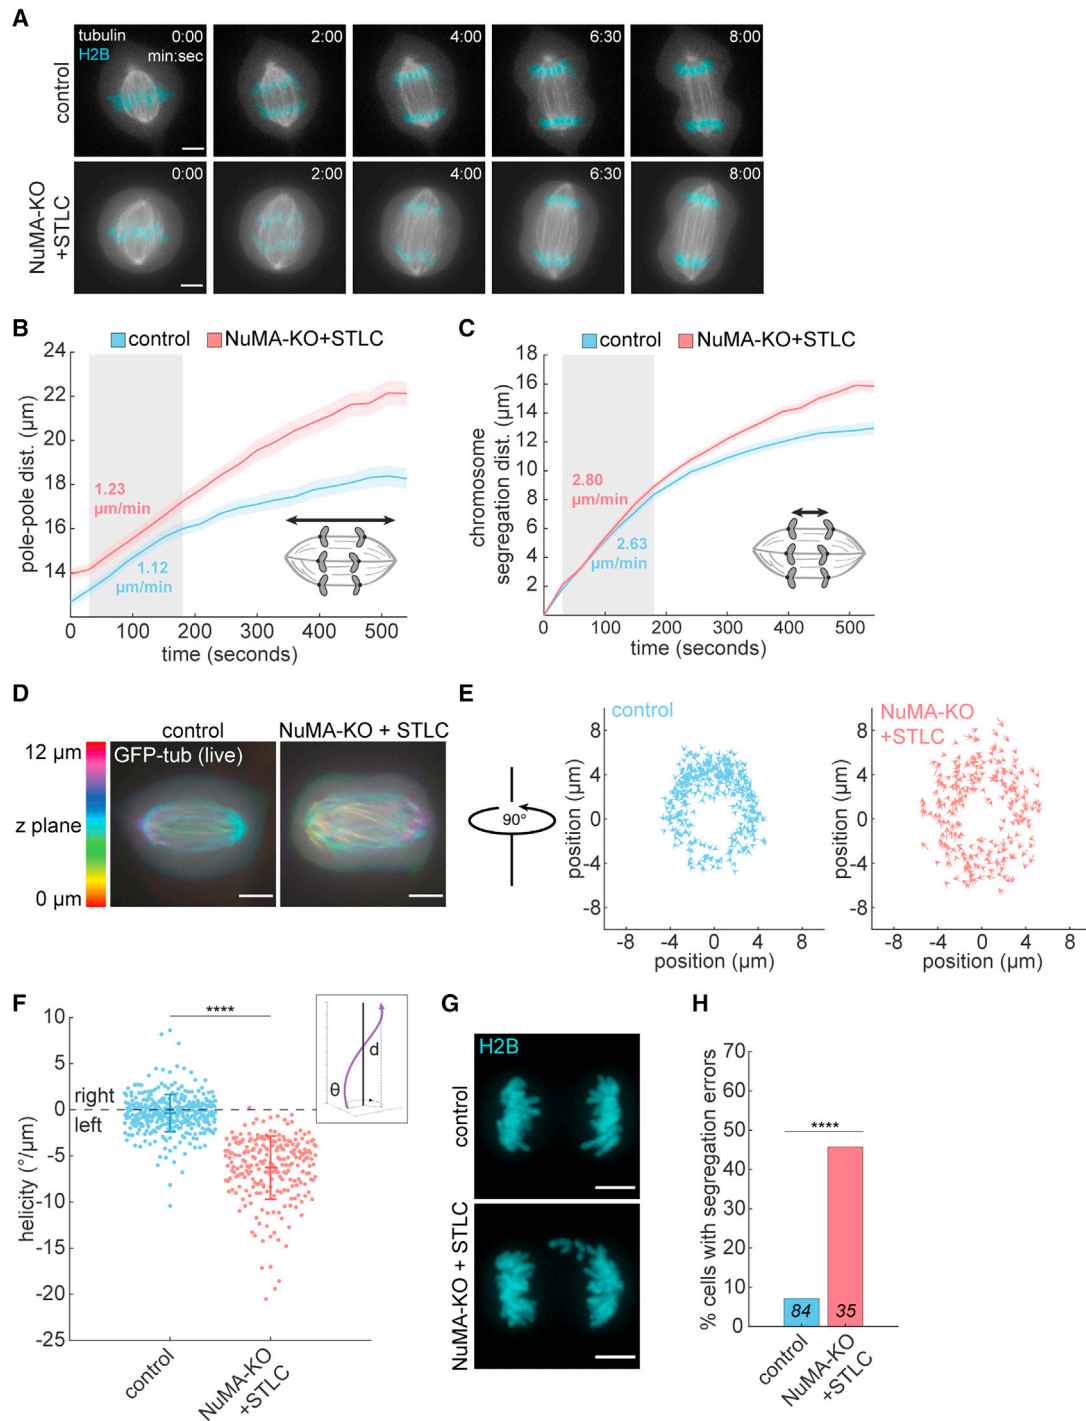 A
tubulin 0:00
H2B min:sec
2:00
4:00
6:30
8:00
control
0:00
2:00
4:00
6:30
8:00
NuMA-KO
+STLC
B
control NuMA-KO+STLC
24
22
20
18
16
14
pole-pole dist. (µm)
1.23
µm/min
1.12
µm/min
0 100 200 300 400 500
time (seconds)
C
control NuMA-KO+STLC
18
16
14
12
10
8
6
4
2
chromosome
segregation dist. (µm)
2.80
µm/min
2.63
µm/min
0 100 200 300 400 500
time (seconds)
D
control NuMA-KO + STLC
12 µm
z plane
0 µm
GFP-tub (live)
E
90°
control
8
4
0
-4
-8
position (µm)
-8 -4 0 4 8
position (µm)
NuMA-KO
+STLC
8
4
0
-4
-8
position (µm)
-8 -4 0 4 8
position (µm)
F
10
5
0
-5
-10
-15
-20
-25
helicity (°/µm)
right
left
****
θ
d
control
NuMA-KO
+STLC
G
H2B
control
NuMA-KO + STLC
H
70
60
50
40
30
20
10
0
% cells with segregation errors
****
84
35
control
NuMA-KO
+STLC